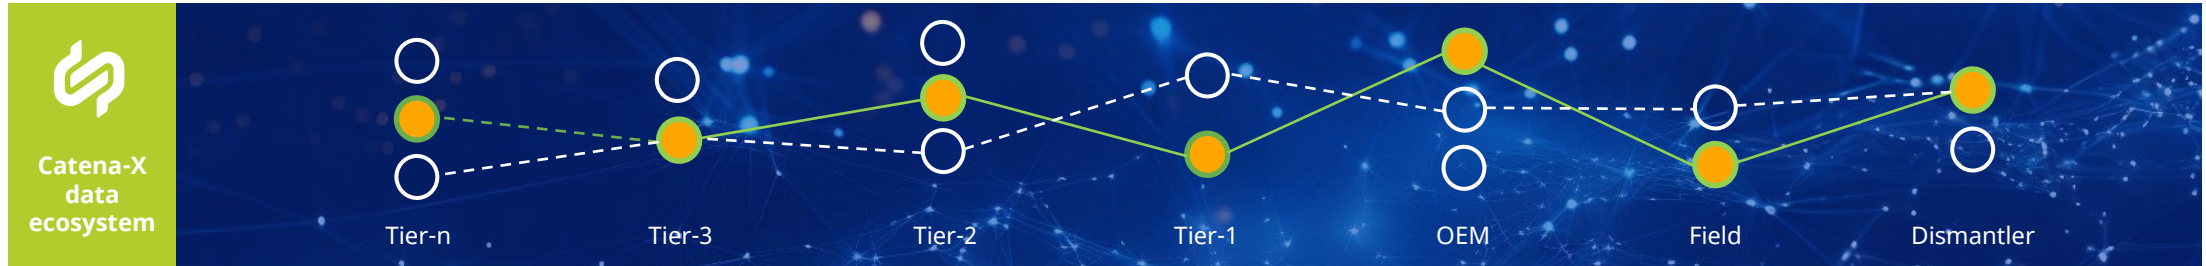 Catena-X
data
ecosystem
Tier-n
Tier-3
Tier-2
Tier-1
OEM
Field
Dismantler